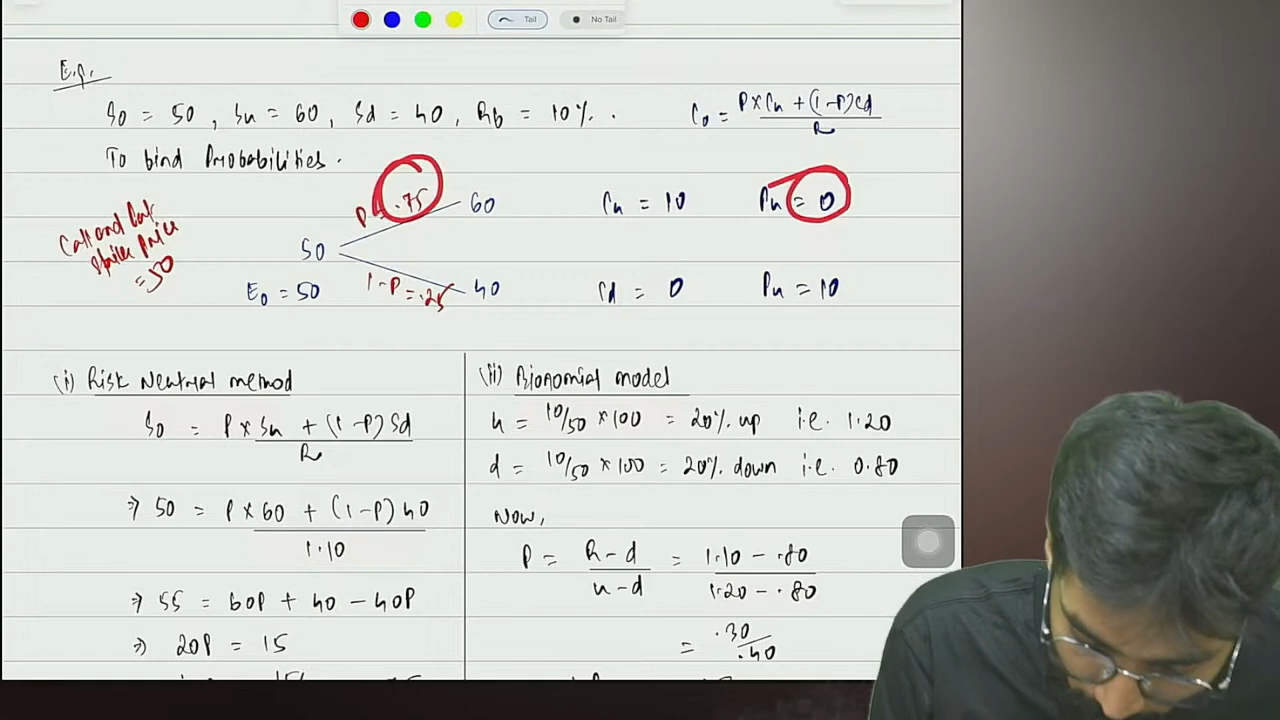 Tail No Tail
E.g.
S0 = 50 , Su = 60 , Sd = 40 , Rf = 10% .
C0 = P×Cu + (1-P)Cd / R
To find Probabilities.
Call and Put
strike price
= 50
P = .75 60 Cu = 10 Pu = 0
50
E0 = 50 1-P = .25 40 Cd = 0 Pu = 10
(i) Risk Neutral method
S0 = P × Su + (1-P) Sd / R
⇒ 50 = P × 60 + (1-P) 40 / 1.10
⇒ 55 = 60P + 40 - 40P
⇒ 20P = 15
(ii) Bionomial model
u = 10/50 × 100 = 20% up i.e. 1.20
d = 10/50 × 100 = 20% down i.e. 0.80
Now,
P = R-d / u-d = 1.10 - .80 / 1.20 - .80
= .30 / .40